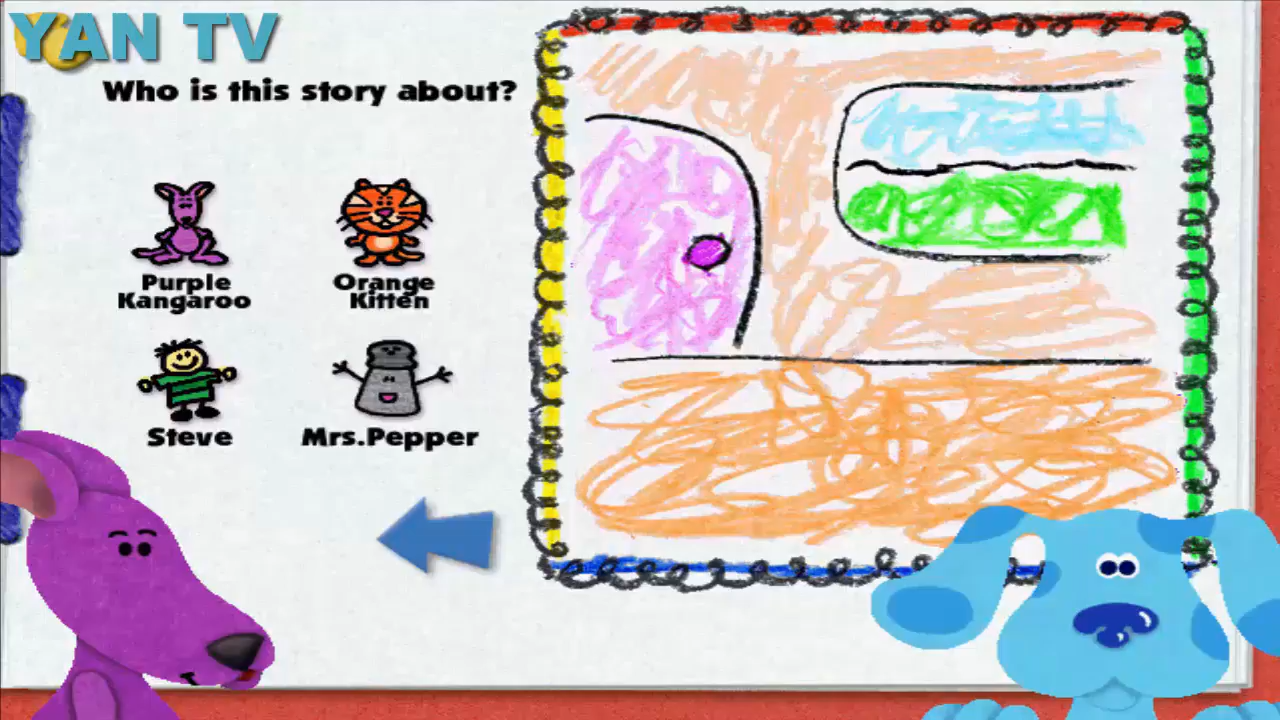 YAN TV
Who is this story about?
Purple
Kangaroo
Orange
Kitten
Steve
Mrs.Pepper